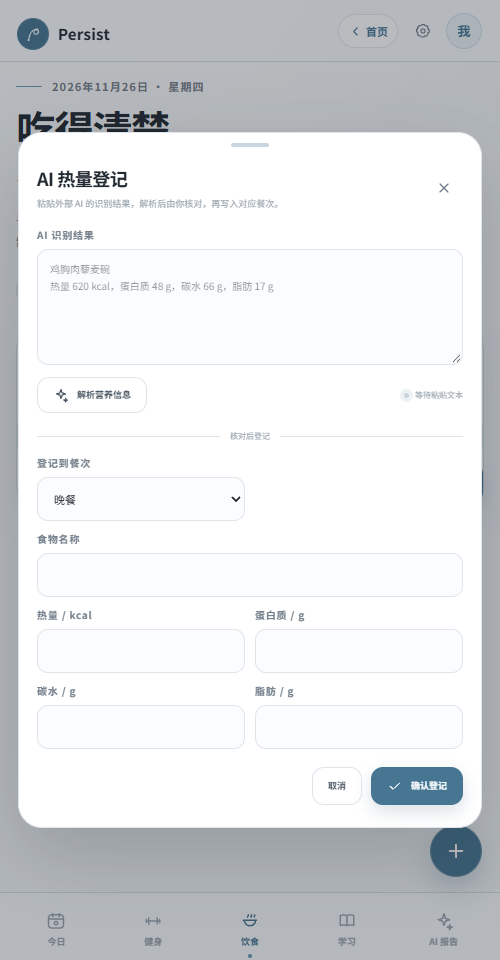 Persist
首页
我
2026年11月26日 · 星期四
吃得清楚
AI 热量登记
粘贴外部 AI 的识别结果，解析后由你核对，再写入对应餐次。
AI 识别结果
鸡胸肉藜麦碗
热量 620 kcal，蛋白质 48 g，碳水 66 g，脂肪 17 g
解析营养信息
等待粘贴文本
核对后登记
登记到餐次
晚餐
食物名称
热量 / kcal
蛋白质 / g
碳水 / g
脂肪 / g
取消
确认登记
今日
健身
饮食
学习
AI 报告